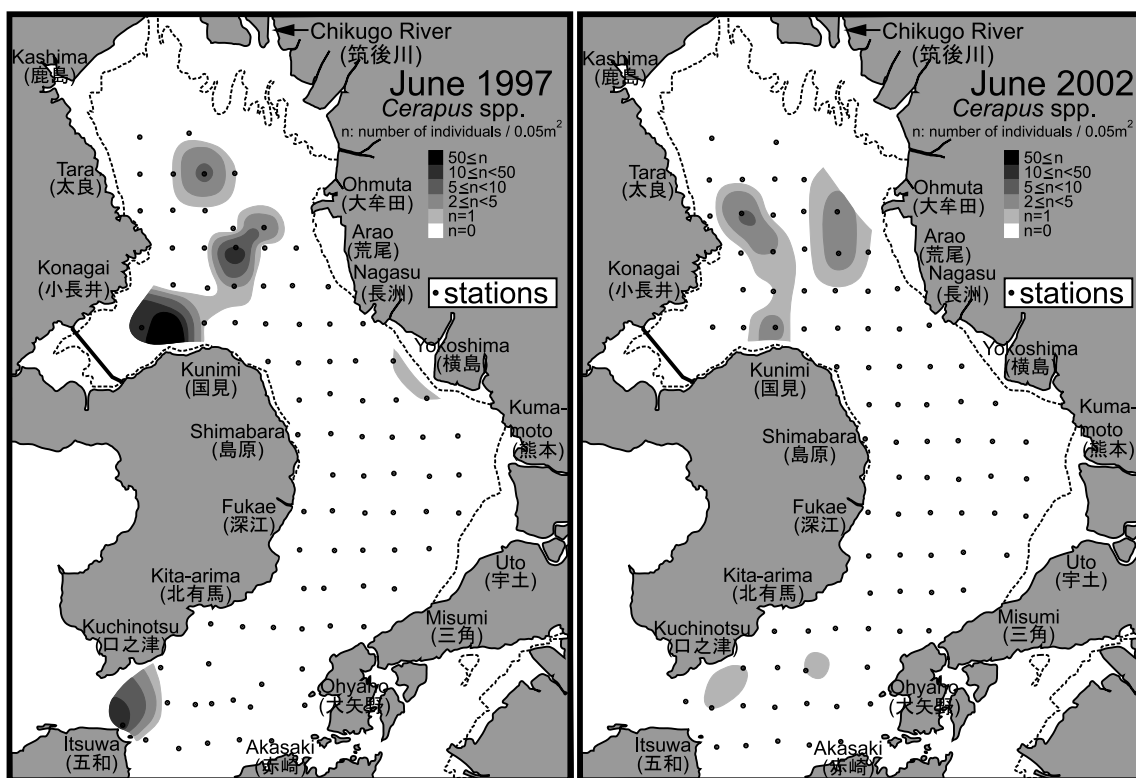 Chikugo River
(筑後川)
Kashima
(鹿島)
June 1997
Cerapus spp.
n: number of individuals / 0.05m²
50≤n
10≤n<50
5≤n<10
2≤n<5
n=1
n=0
Tara
(太良)
Ohmuta
(大牟田)
Arao
(荒尾)
Konagai
(小長井)
Nagasu
(長洲)
stations
Yokoshima
(横島)
Kunimi
(国見)
Kuma-
moto
(熊本)
Shimabara
(島原)
Fukae
(深江)
Uto
(宇土)
Kita-arima
(北有馬)
Misumi
(三角)
Kuchinotsu
(口之津)
Ohyano
(大矢野)
Itsuwa
(五和)
Akasaki
(赤崎)
Chikugo River
(筑後川)
Kashima
(鹿島)
June 2002
Cerapus spp.
n: number of individuals / 0.05m²
50≤n
10≤n<50
5≤n<10
2≤n<5
n=1
n=0
Tara
(太良)
Ohmuta
(大牟田)
Arao
(荒尾)
Konagai
(小長井)
Nagasu
(長洲)
stations
Yokoshima
(横島)
Kunimi
(国見)
Kuma-
moto
(熊本)
Shimabara
(島原)
Fukae
(深江)
Uto
(宇土)
Kita-arima
(北有馬)
Misumi
(三角)
Kuchinotsu
(口之津)
Ohyano
(大矢野)
Itsuwa
(五和)
Akasaki
(赤崎)